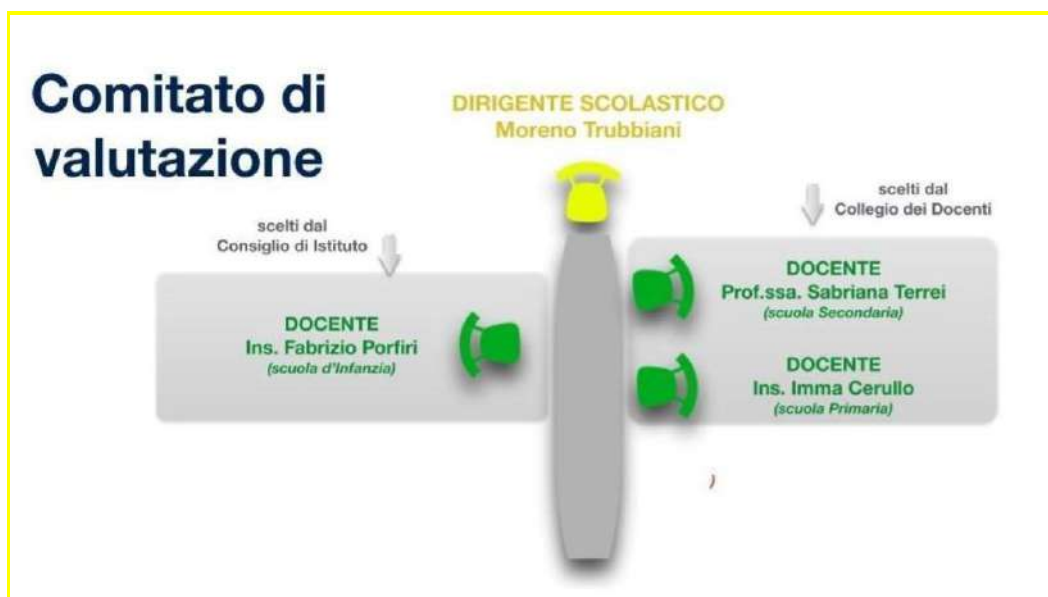 Comitato di
valutazione
DIRIGENTE SCOLASTICO
Moreno Trubbiani
scelti dal
Consiglio di Istituto
DOCENTE
Ins. Fabrizio Porfiri
(scuola d'Infanzia)
scelti dal
Collegio dei Docenti
DOCENTE
Prof.ssa. Sabriana Terrei
(scuola Secondaria)
DOCENTE
Ins. Imma Cerullo
(scuola Primaria)
)